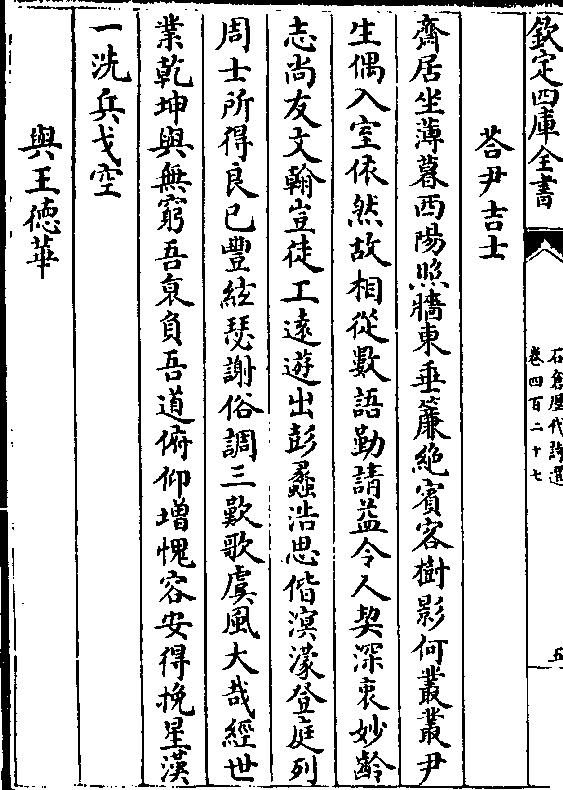 欽定四庫全書
石倉歷代詩選
卷四百二十七
五
荅尹吉士
齊居坐薄暮西陽照牆東垂簾絶賓客樹影何叢叢尹
生偶入室依然故相從數語勤請益令人契深衷妙齡
志尚友文翰豈徒工遠遊出彭蠡浩思偕溟濛登庭列
周士所得良已豐絃瑟謝俗調三歎歌虞風大哉經世
業乾坤與無窮吾衰負吾道俯仰増愧容安得挽星漢
一洗兵戈空
與王德華